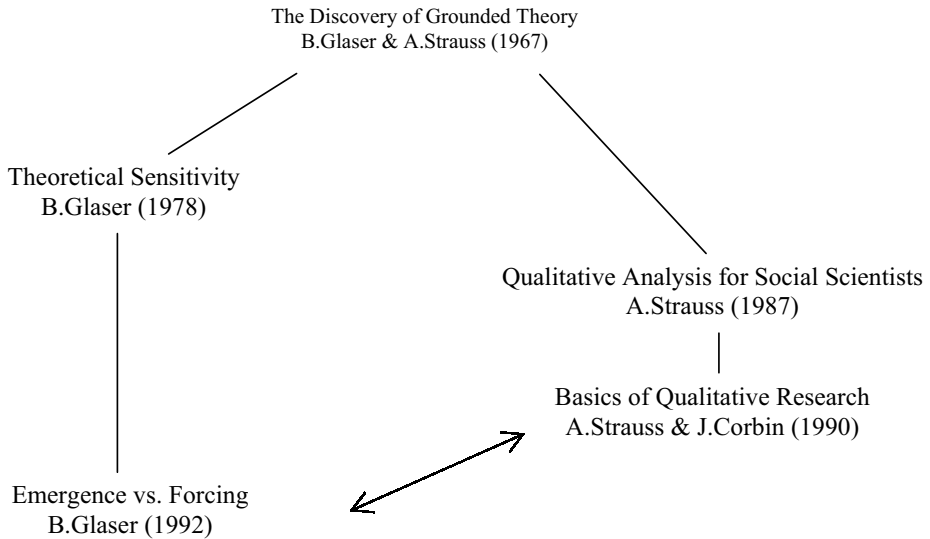 The Discovery of Grounded Theory
B.Glaser & A.Strauss (1967)
Theoretical Sensitivity
B.Glaser (1978)
Qualitative Analysis for Social Scientists
A.Strauss (1987)
Basics of Qualitative Research
A.Strauss & J.Corbin (1990)
Emergence vs. Forcing
B.Glaser (1992)